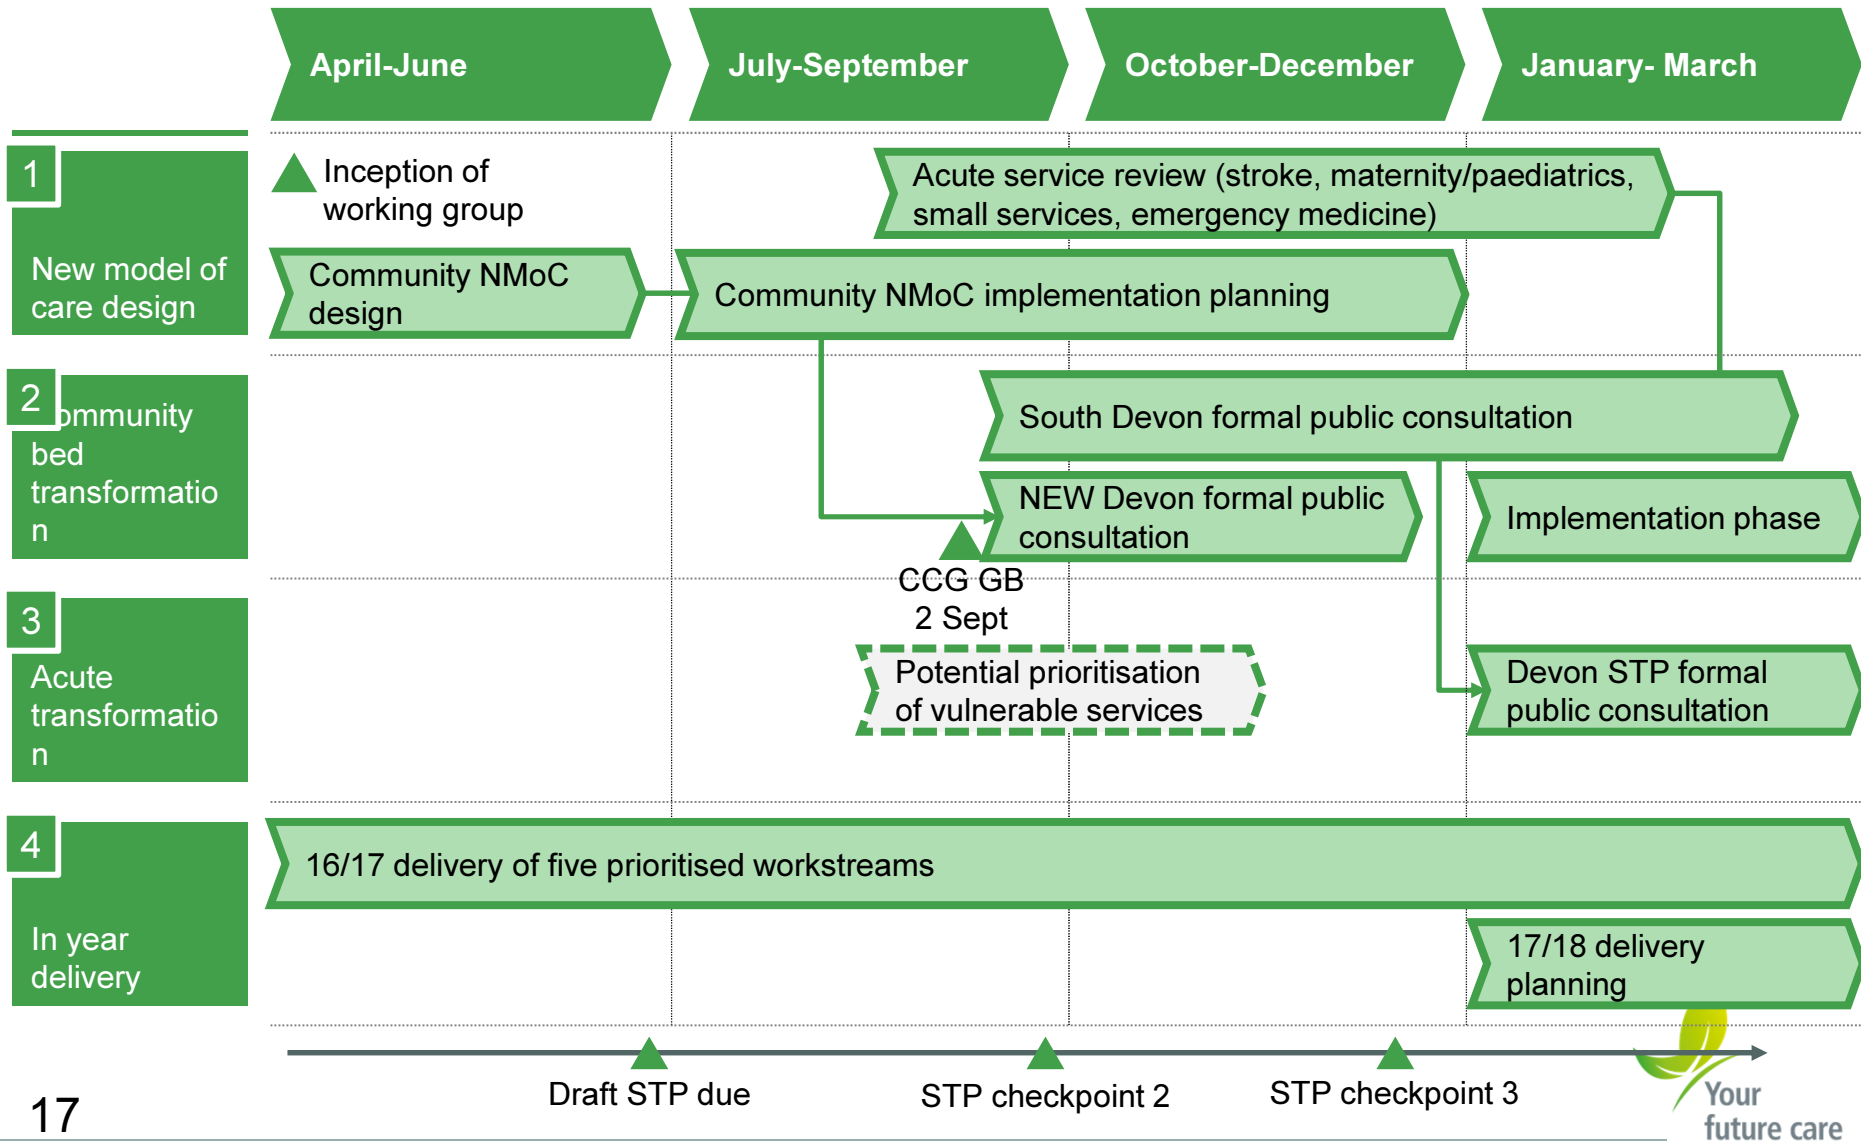 April-June
July-September
October-December
January- March
1
New model of
care design
Inception of
working group
Acute service review (stroke, maternity/paediatrics,
small services, emergency medicine)
Community NMoC
design
Community NMoC implementation planning
2
ommunity
bed
transformatio
n
South Devon formal public consultation
NEW Devon formal public
consultation
Implementation phase
CCG GB
2 Sept
3
Acute
transformatio
n
Potential prioritisation
of vulnerable services
Devon STP formal
public consultation
4
In year
delivery
16/17 delivery of five prioritised workstreams
17/18 delivery
planning
Draft STP due
STP checkpoint 2
STP checkpoint 3
17
Your
future care